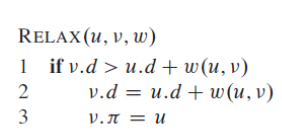 RELAX(u, v, w)
1 if v.d > u.d + w(u, v)
2 v.d = u.d + w(u, v)
3 v.π = u